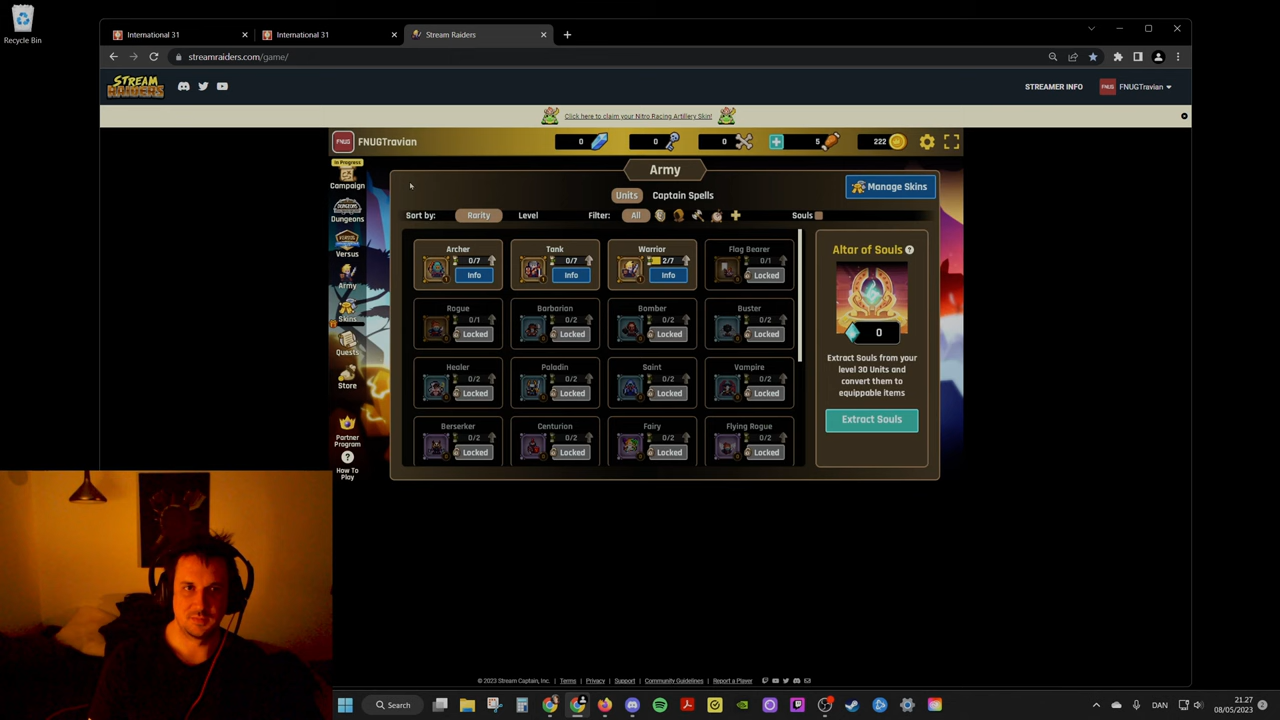 Recycle Bin
International 31
International 31
Stream Raiders
streamraiders.com/game/
STREAM RAIDERS
STREAMER INFO
FNUG
FNUGTravian
Click here to claim your Nitro Racing Artillery Skin!
FNUG
FNUGTravian
0
0
0
5
222
In Progress
Campaign
Dungeons
Versus
Army
Skins
Quests
Store
Partner Program
How To Play
Army
Units
Captain Spells
Manage Skins
Sort by:
Rarity
Level
Filter:
All
Souls
Archer
0/7
Info
Tank
0/7
Info
Warrior
2/7
Info
Flag Bearer
0/1
Locked
Rogue
0/1
Locked
Barbarian
0/2
Locked
Bomber
0/2
Locked
Buster
0/2
Locked
Healer
0/2
Locked
Paladin
0/2
Locked
Saint
0/2
Locked
Vampire
0/2
Locked
Berserker
0/2
Locked
Centurion
0/2
Locked
Fairy
0/2
Locked
Flying Rogue
0/2
Locked
Altar of Souls
0
Extract Souls from your
level 30 Units and
convert them to
equippable items
Extract Souls
© 2023 Stream Captain, Inc.
Terms
Privacy
Support
Community Guidelines
Report a Player
Search
DAN
21.27
08/05/2023